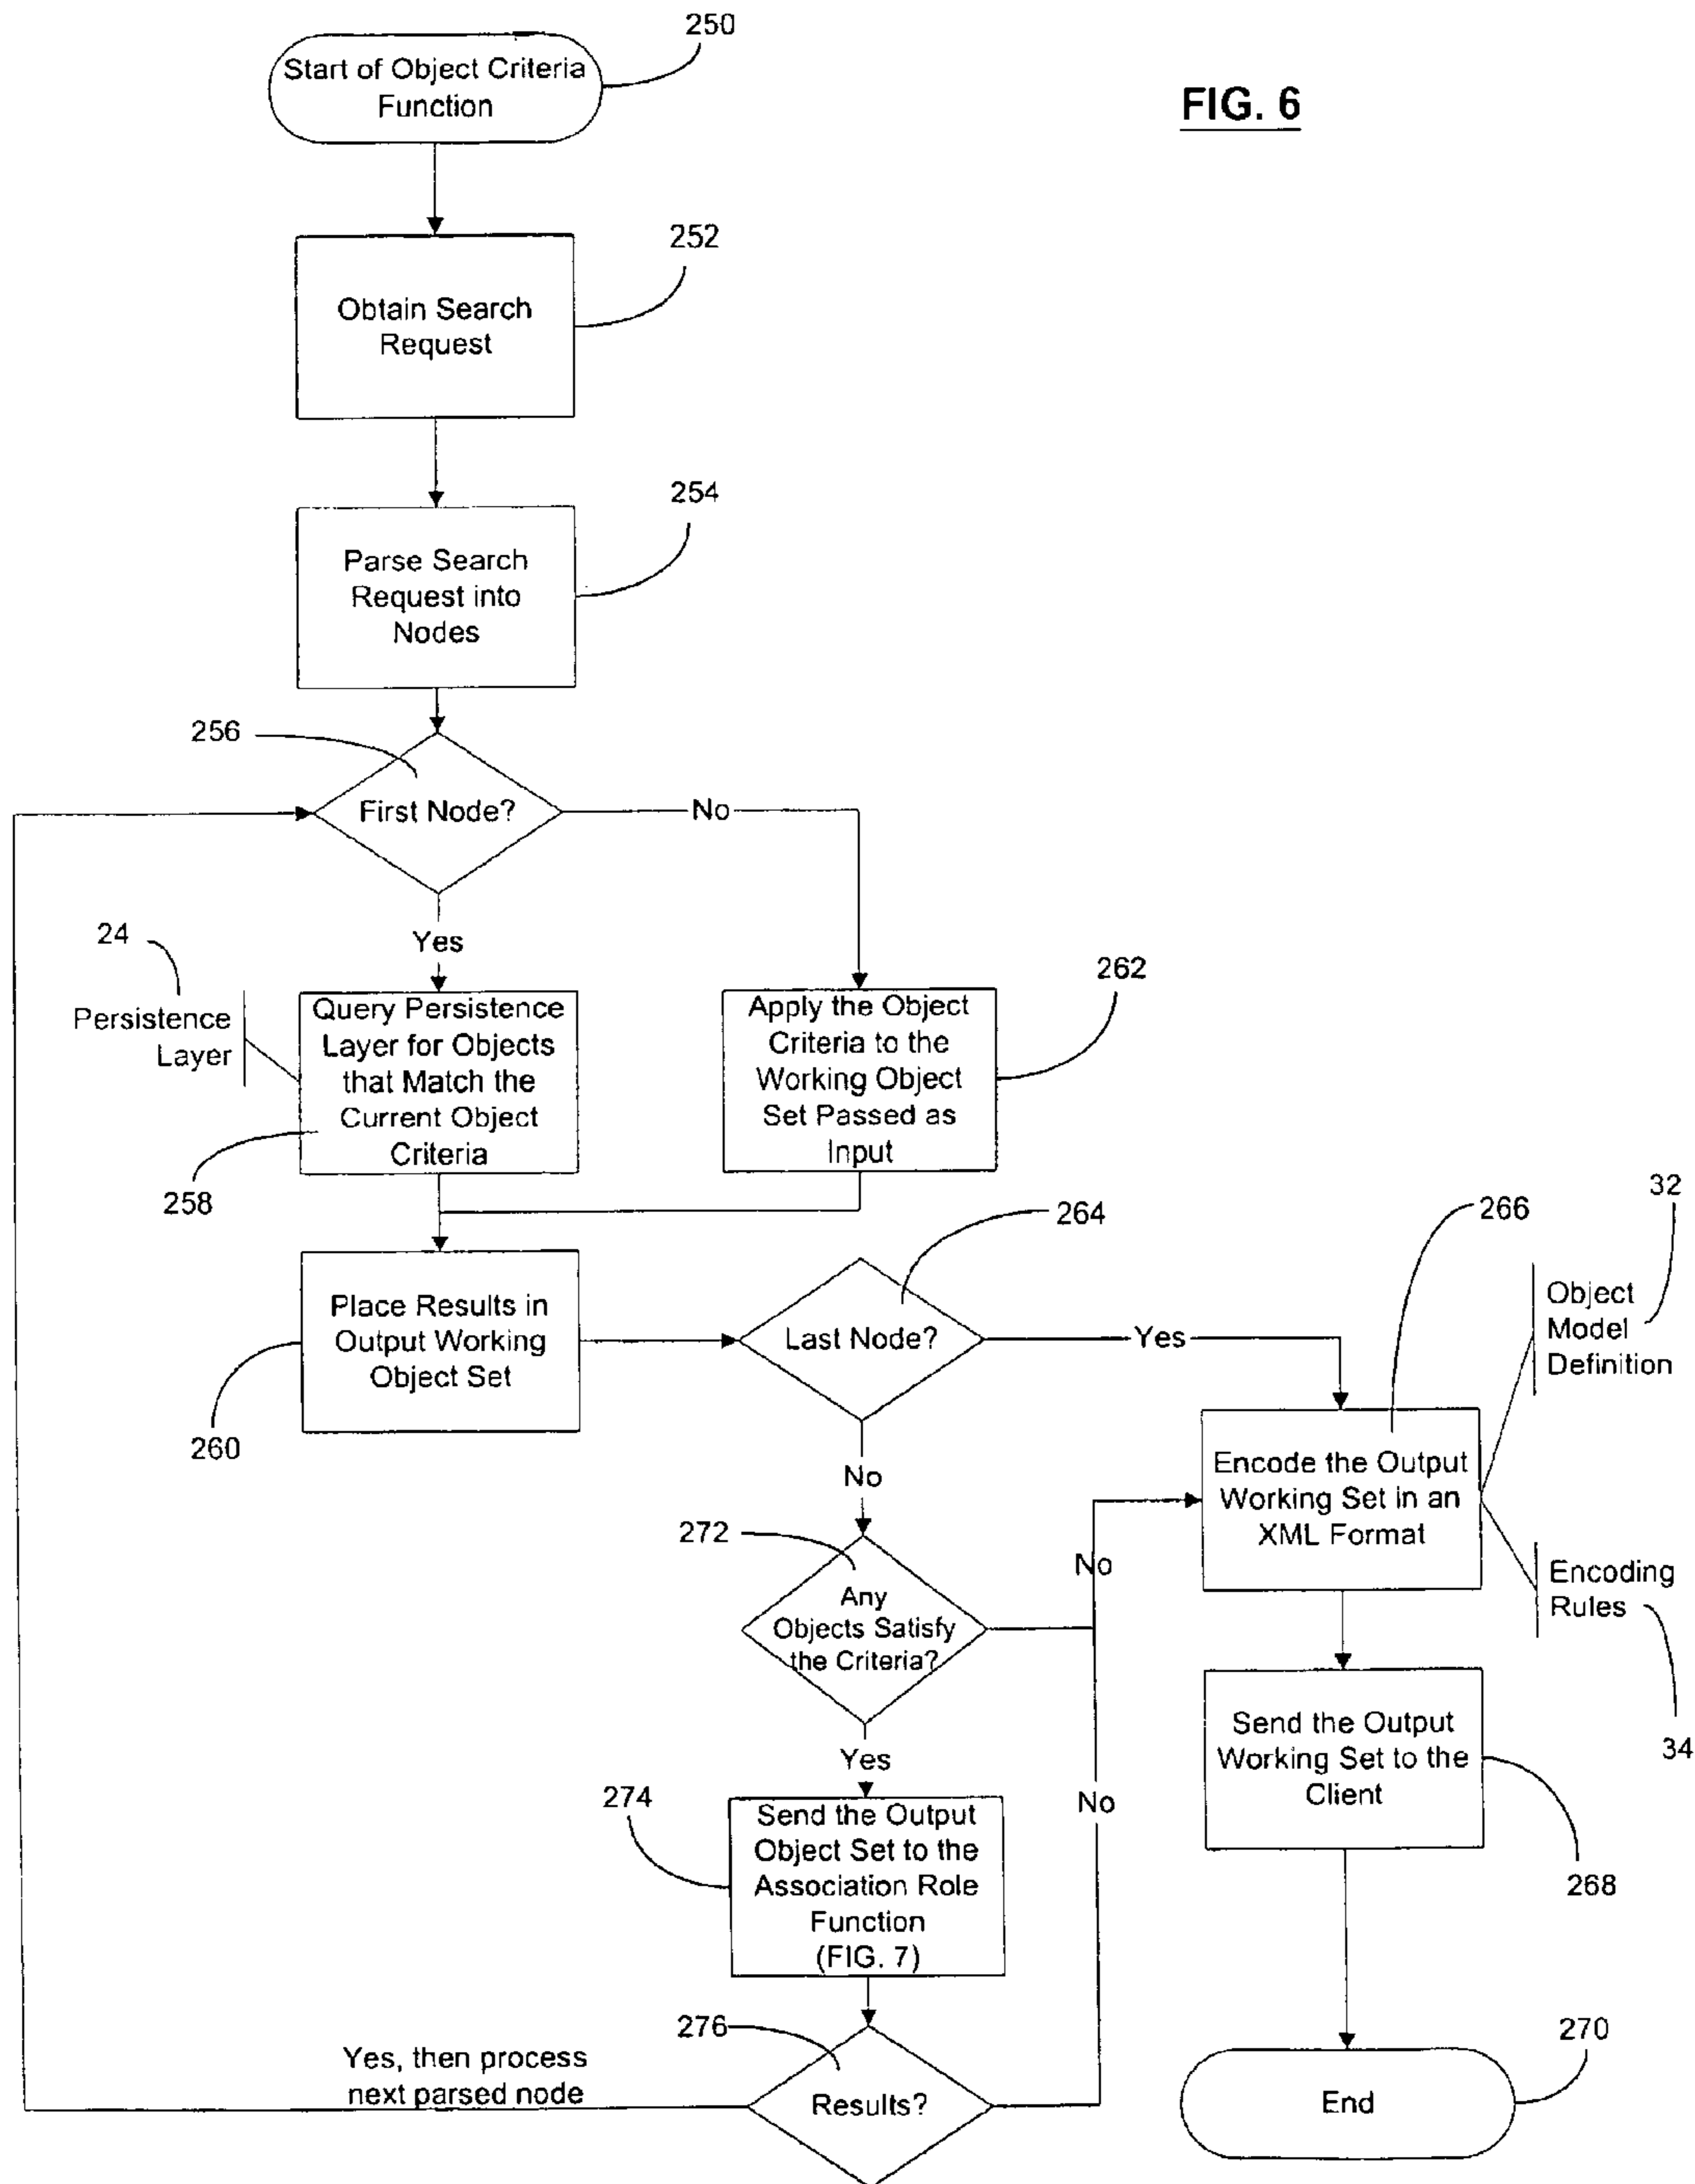 250
Start of Object Criteria
Function
FIG. 6
252
Obtain Search
Request
254
Parse Search
Request into
Nodes
256
First Node?
No
Yes
24
Persistence
Layer
Query Persistence
Layer for Objects
that Match the
Current Object
Criteria
258
262
Apply the Object
Criteria to the
Working Object
Set Passed as
Input
Place Results in
Output Working
Object Set
260
264
Last Node?
Yes
No
266
32
Object
Model
Definition
Encode the Output
Working Set in an
XML Format
Encoding
Rules
34
272
Any
Objects Satisfy
the Criteria?
No
Yes
274
Send the Output
Object Set to the
Association Role
Function
(FIG. 7)
No
Send the Output
Working Set to the
Client
268
276
Results?
Yes, then process
next parsed node
270
End